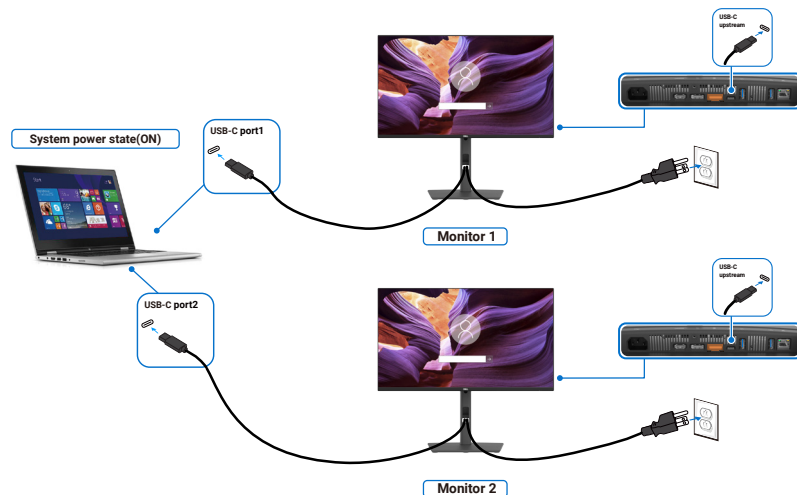 USB-C
upstream
System power state(ON)
USB-C port1
Monitor 1
USB-C
upstream
USB-C port2
Monitor 2